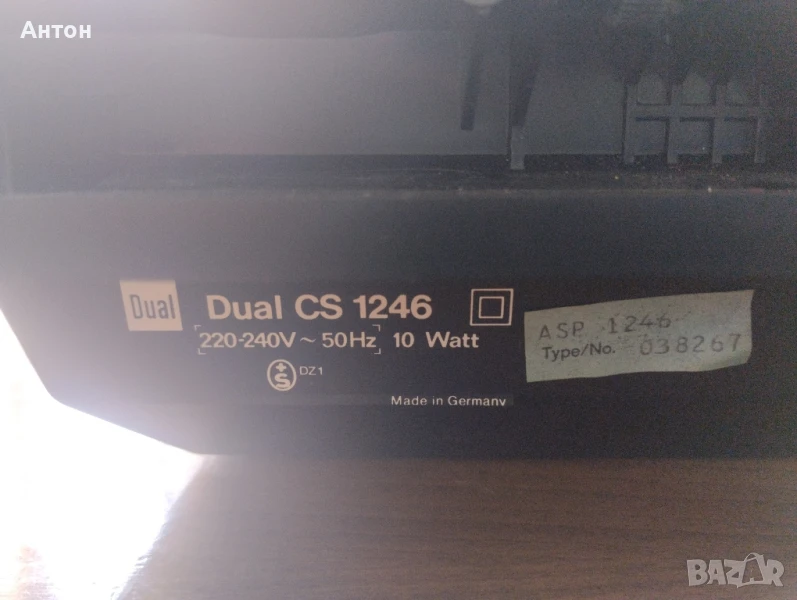 Антон
Dual
Dual CS 1246
220-240V ~ 50Hz 10 Watt
S DZ1
Made in Germany
ASP 1246
Type/No. 038267
BAZAR